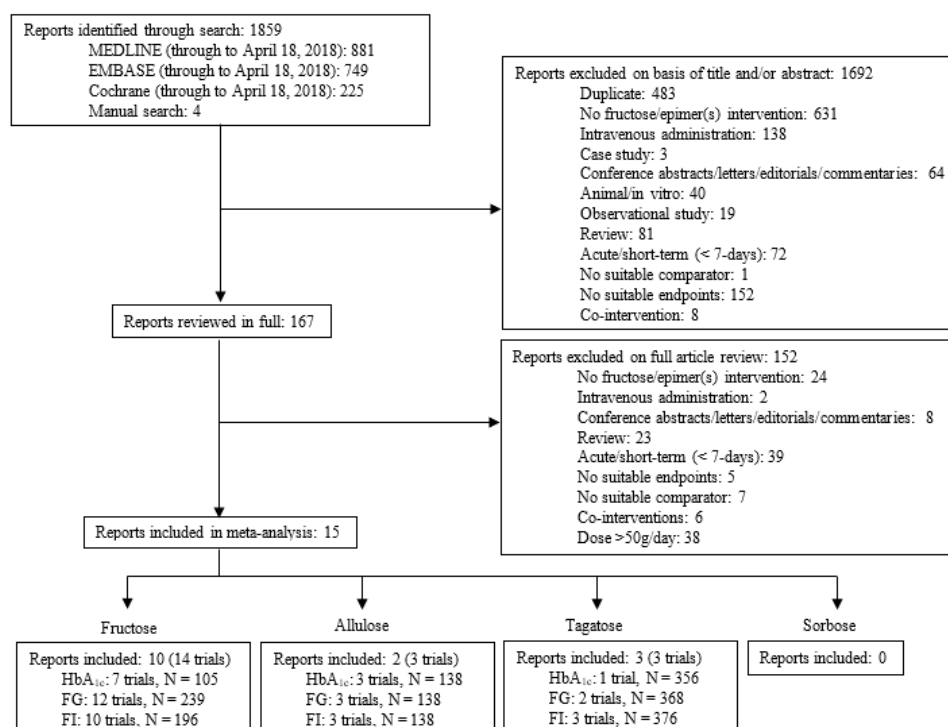 Reports identified through search: 1859
MEDLINE (through to April 18, 2018): 881
EMBASE (through to April 18, 2018): 749
Cochrane (through to April 18, 2018): 225
Manual search: 4
Reports excluded on basis of title and/or abstract: 1692
Duplicate: 483
No fructose/epimer(s) intervention: 631
Intravenous administration: 138
Case study: 3
Conference abstracts/letters/editorials/commentaries: 64
Animal/in vitro: 40
Observational study: 19
Review: 81
Acute/short-term (< 7-days): 72
No suitable comparator: 1
No suitable endpoints: 152
Co-intervention: 8
Reports reviewed in full: 167
Reports excluded on full article review: 152
No fructose/epimer(s) intervention: 24
Intravenous administration: 2
Conference abstracts/letters/editorials/commentaries: 8
Review: 23
Acute/short-term (< 7-days): 39
No suitable endpoints: 5
No suitable comparator: 7
Co-interventions: 6
Dose >50g/day: 38
Reports included in meta-analysis: 15
Fructose
Reports included: 10 (14 trials)
HbA1c: 7 trials, N = 105
FG: 12 trials, N = 239
FI: 10 trials, N = 196
Allulose
Reports included: 2 (3 trials)
HbA1c: 3 trials, N = 138
FG: 3 trials, N = 138
FI: 3 trials, N = 138
Tagatose
Reports included: 3 (3 trials)
HbA1c: 1 trial, N = 356
FG: 2 trials, N = 368
FI: 3 trials, N = 376
Sorbose
Reports included: 0